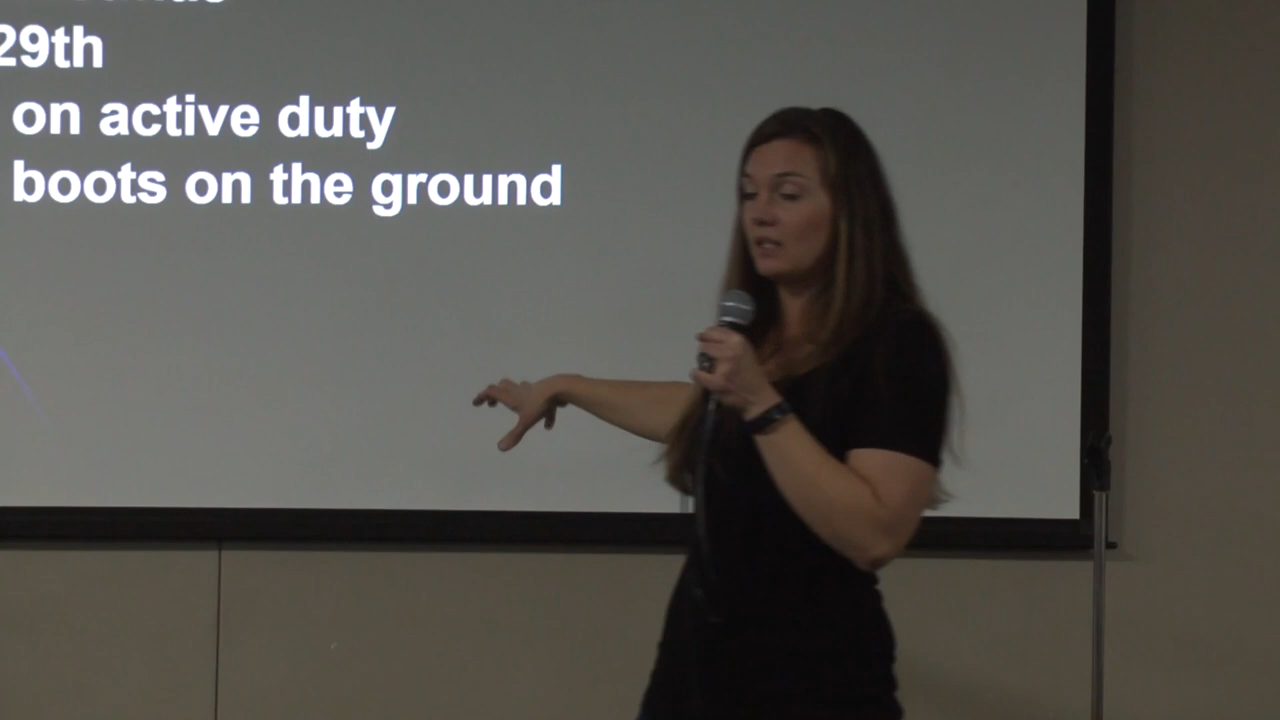 29th
on active duty
boots on the ground